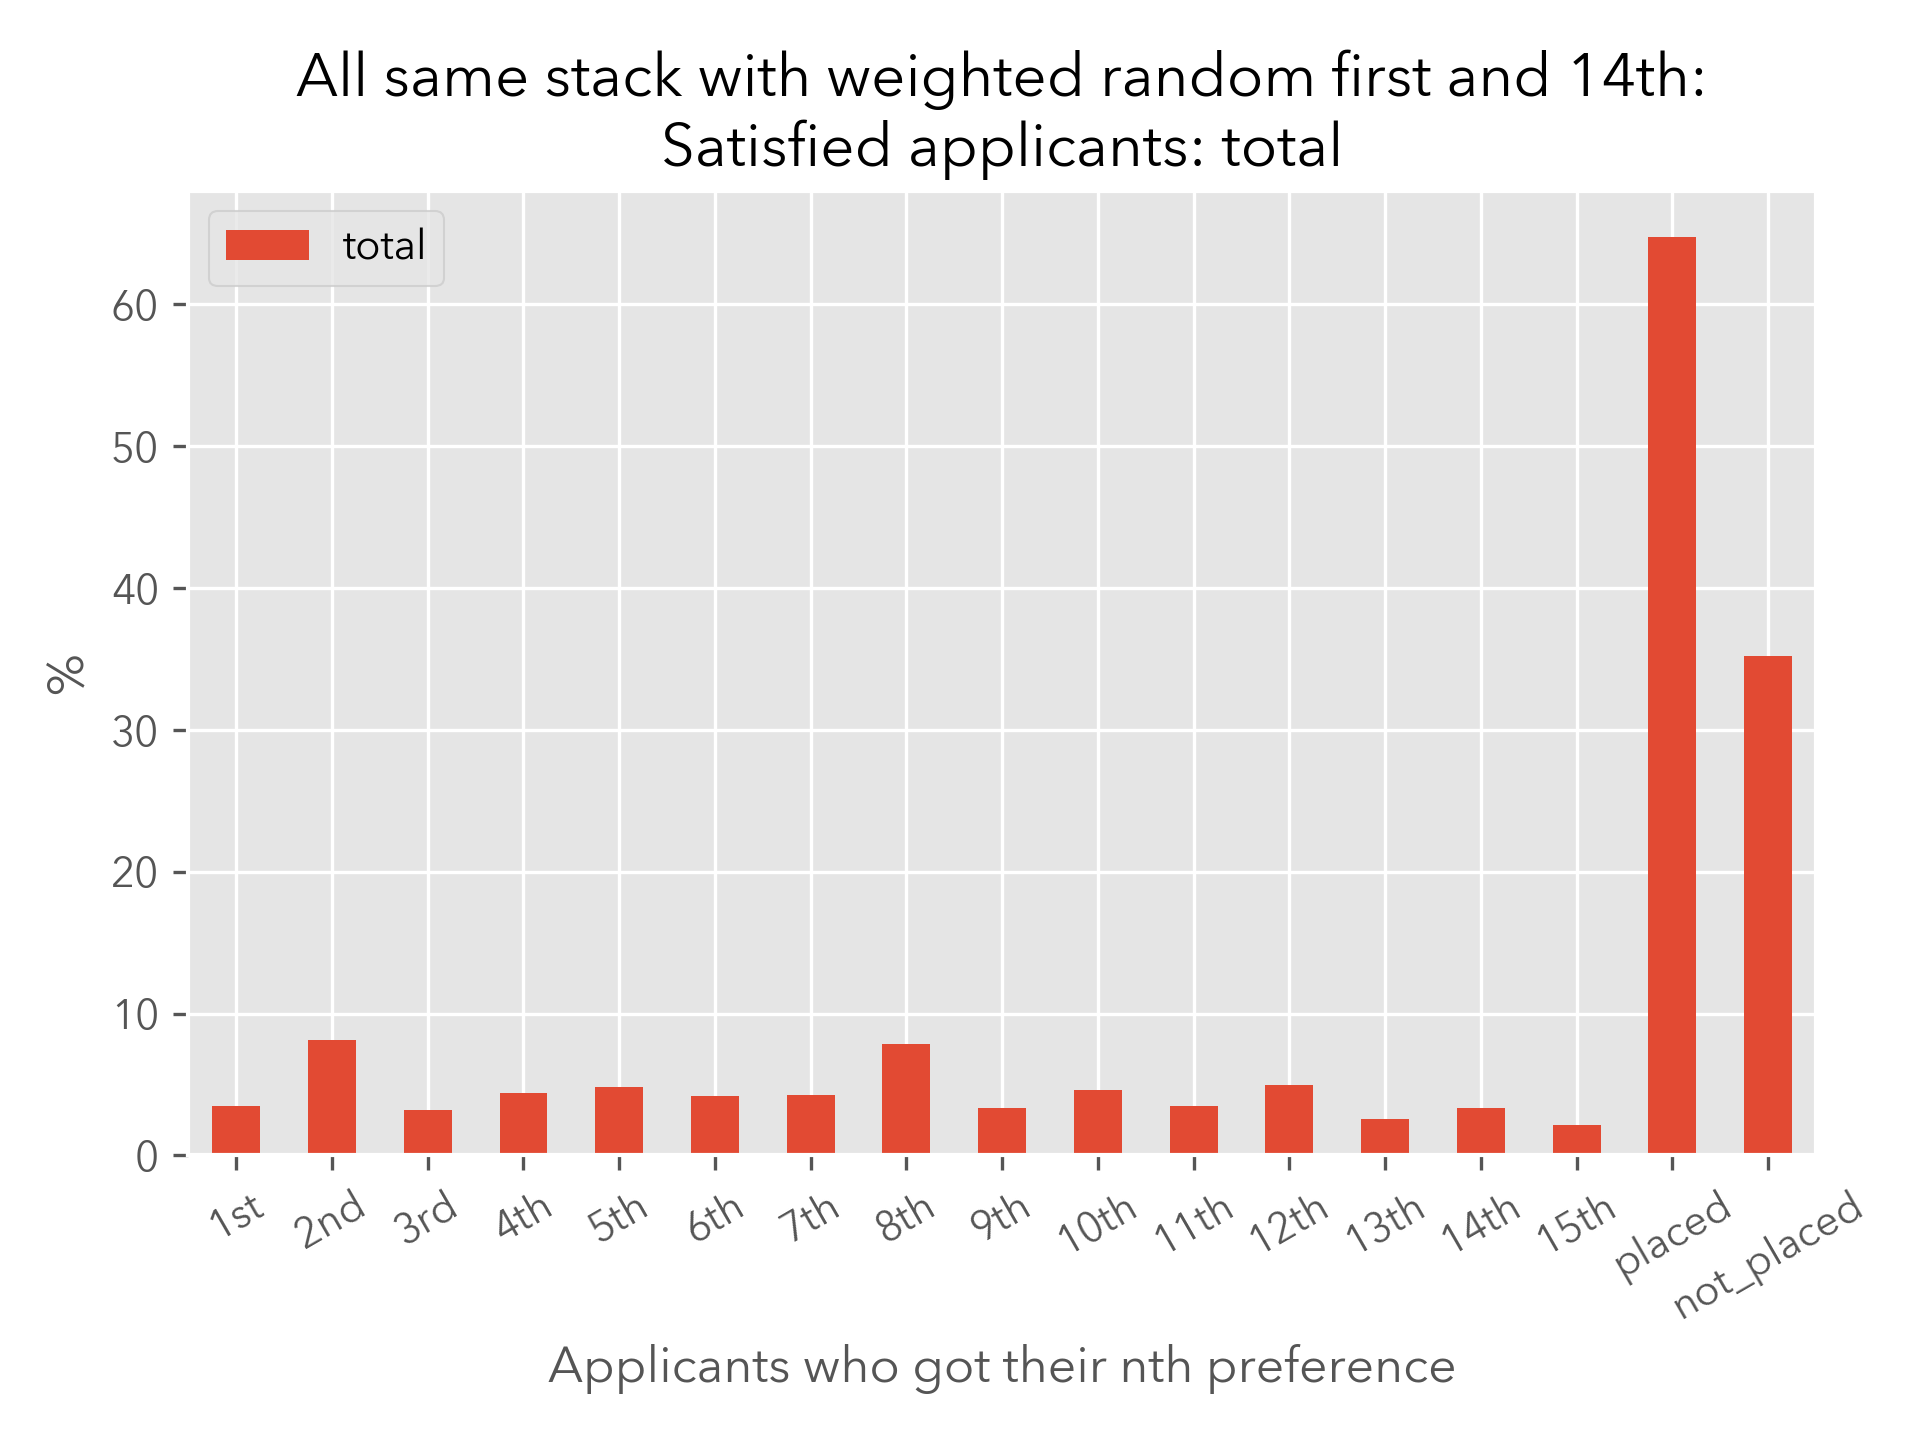 All same stack with weighted random first and 14th:
Satisfied applicants: total
total
60
50
40
30
20
10
0
%
1st
2nd
3rd
4th
5th
6th
7th
8th
9th
10th
11th
12th
13th
14th
15th
placed
not_placed
Applicants who got their nth preference